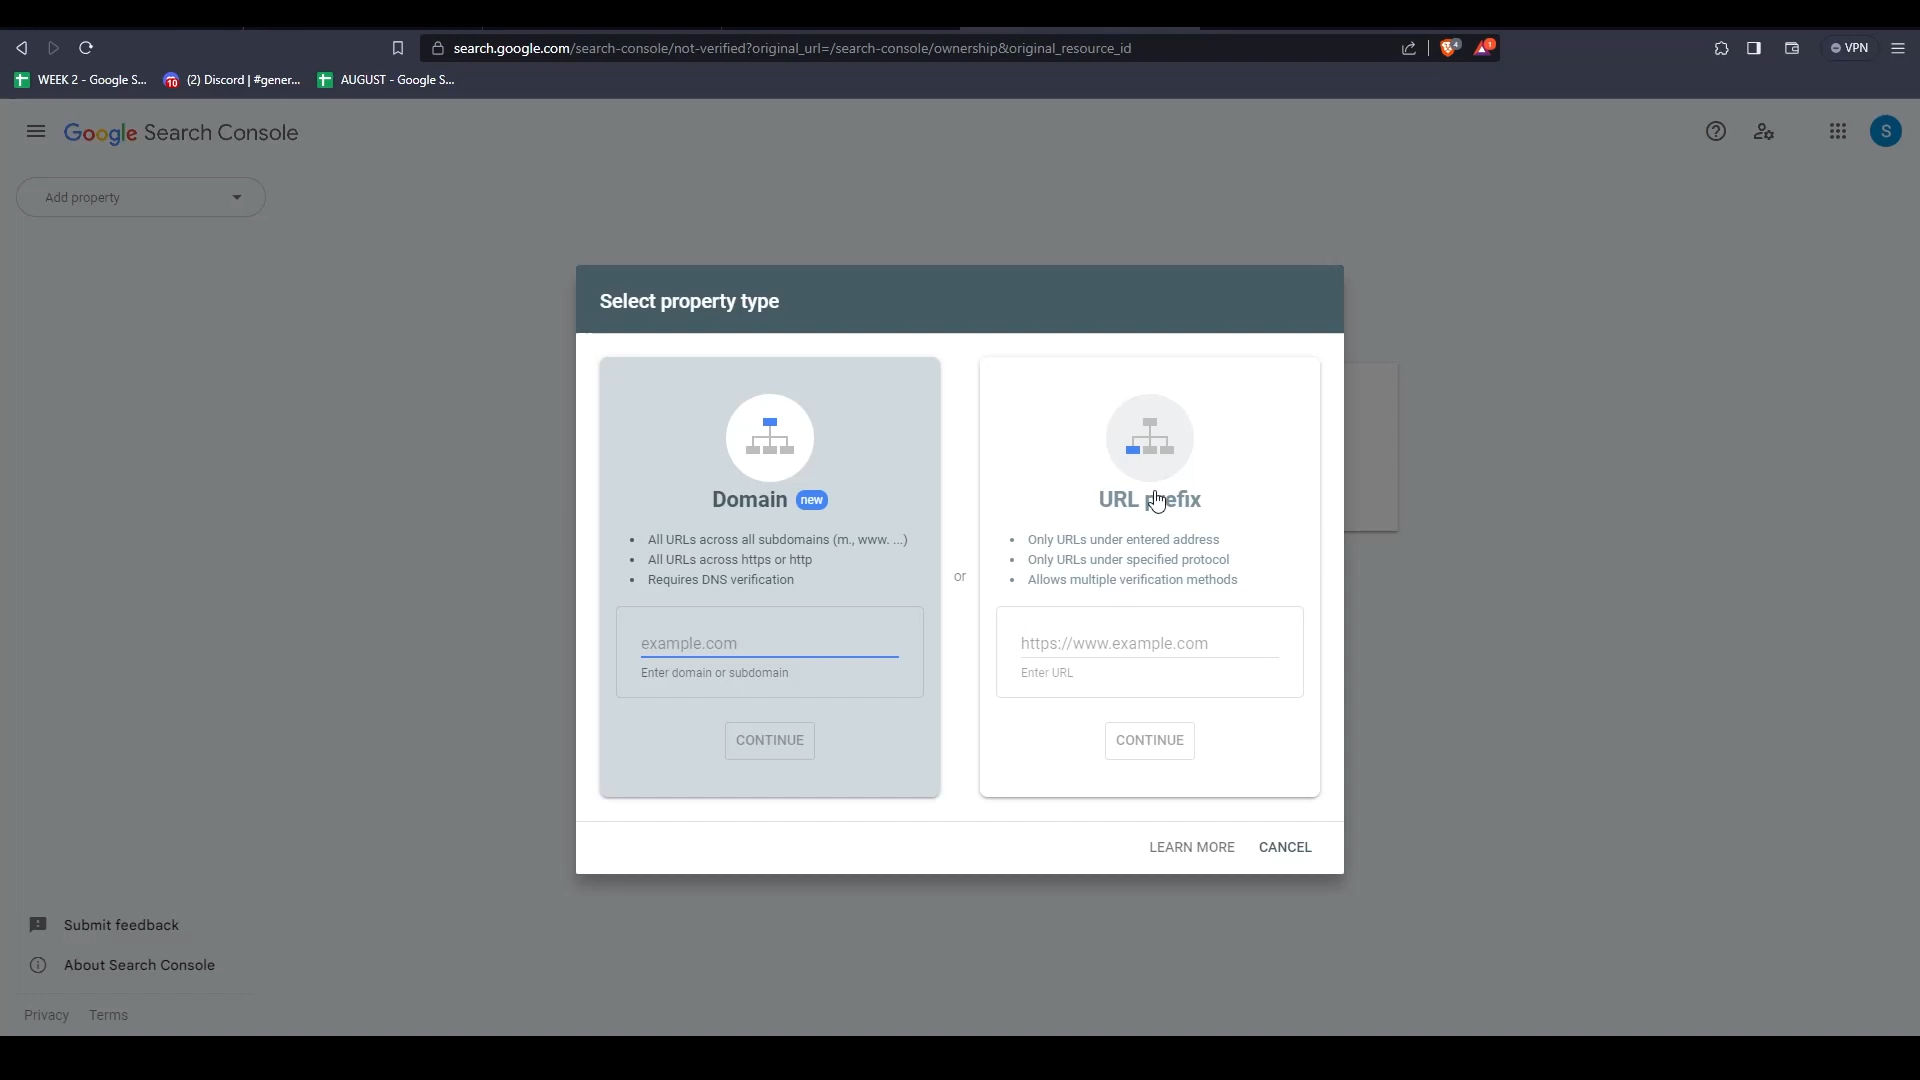 search.google.com/search-console/not-verified?original_url=/search-console/ownership&original_resource_id
4
1
VPN
WEEK 2 - Google S...
10
(2) Discord | #gener...
AUGUST - Google S...
Google Search Console
S
Add property
Select property type
Domain new
All URLs across all subdomains (m., www. ...)
All URLs across https or http
Requires DNS verification
example.com
Enter domain or subdomain
CONTINUE
or
URL prefix
Only URLs under entered address
Only URLs under specified protocol
Allows multiple verification methods
https://www.example.com
Enter URL
CONTINUE
LEARN MORE CANCEL
Submit feedback
About Search Console
Privacy Terms